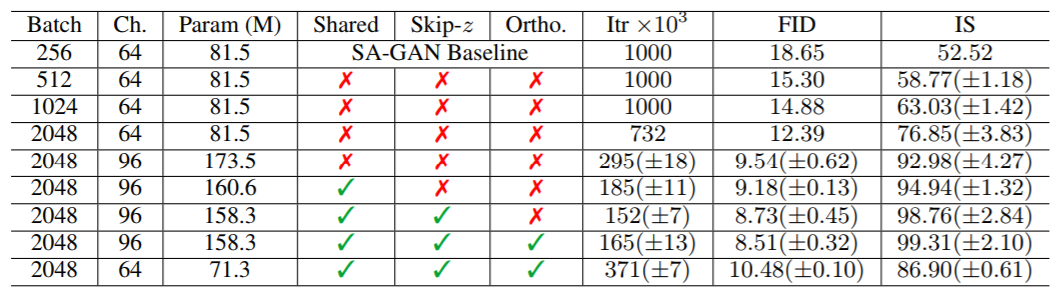 Batch Ch. Param (M) Shared Skip-z Ortho. Itr ×10³ FID IS
256 64 81.5 SA-GAN Baseline 1000 18.65 52.52
512 64 81.5 ✗ ✗ ✗ 1000 15.30 58.77(±1.18)
1024 64 81.5 ✗ ✗ ✗ 1000 14.88 63.03(±1.42)
2048 64 81.5 ✗ ✗ ✗ 732 12.39 76.85(±3.83)
2048 96 173.5 ✗ ✗ ✗ 295(±18) 9.54(±0.62) 92.98(±4.27)
2048 96 160.6 ✓ ✗ ✗ 185(±11) 9.18(±0.13) 94.94(±1.32)
2048 96 158.3 ✓ ✓ ✗ 152(±7) 8.73(±0.45) 98.76(±2.84)
2048 96 158.3 ✓ ✓ ✓ 165(±13) 8.51(±0.32) 99.31(±2.10)
2048 64 71.3 ✓ ✓ ✓ 371(±7) 10.48(±0.10) 86.90(±0.61)